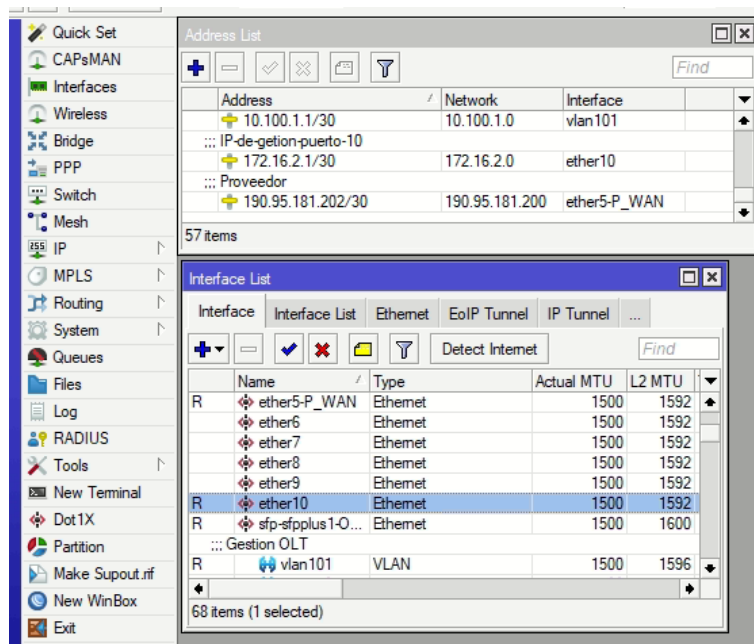 Quick Set
CAPsMAN
Interfaces
Wireless
Bridge
PPP
Switch
Mesh
255 IP
MPLS
Routing
System
Queues
Files
Log
RADIUS
Tools
New Terminal
Dot1X
Partition
Make Supout.rif
New WinBox
Exit
Address List
Find
Address / Network Interface
10.100.1.1/30 10.100.1.0 vlan101
::: IP-de-getion-puerto-10
172.16.2.1/30 172.16.2.0 ether10
::: Proveedor
190.95.181.202/30 190.95.181.200 ether5-P_WAN
57 items
Interface List
Interface Interface List Ethernet EoIP Tunnel IP Tunnel ...
Detect Internet Find
Name / Type Actual MTU L2 MTU
R ether5-P_WAN Ethernet 1500 1592
ether6 Ethernet 1500 1592
ether7 Ethernet 1500 1592
ether8 Ethernet 1500 1592
ether9 Ethernet 1500 1592
R ether10 Ethernet 1500 1592
R sfp-sfpplus1-O... Ethernet 1500 1600
::: Gestion OLT
R vlan101 VLAN 1500 1596
68 items (1 selected)